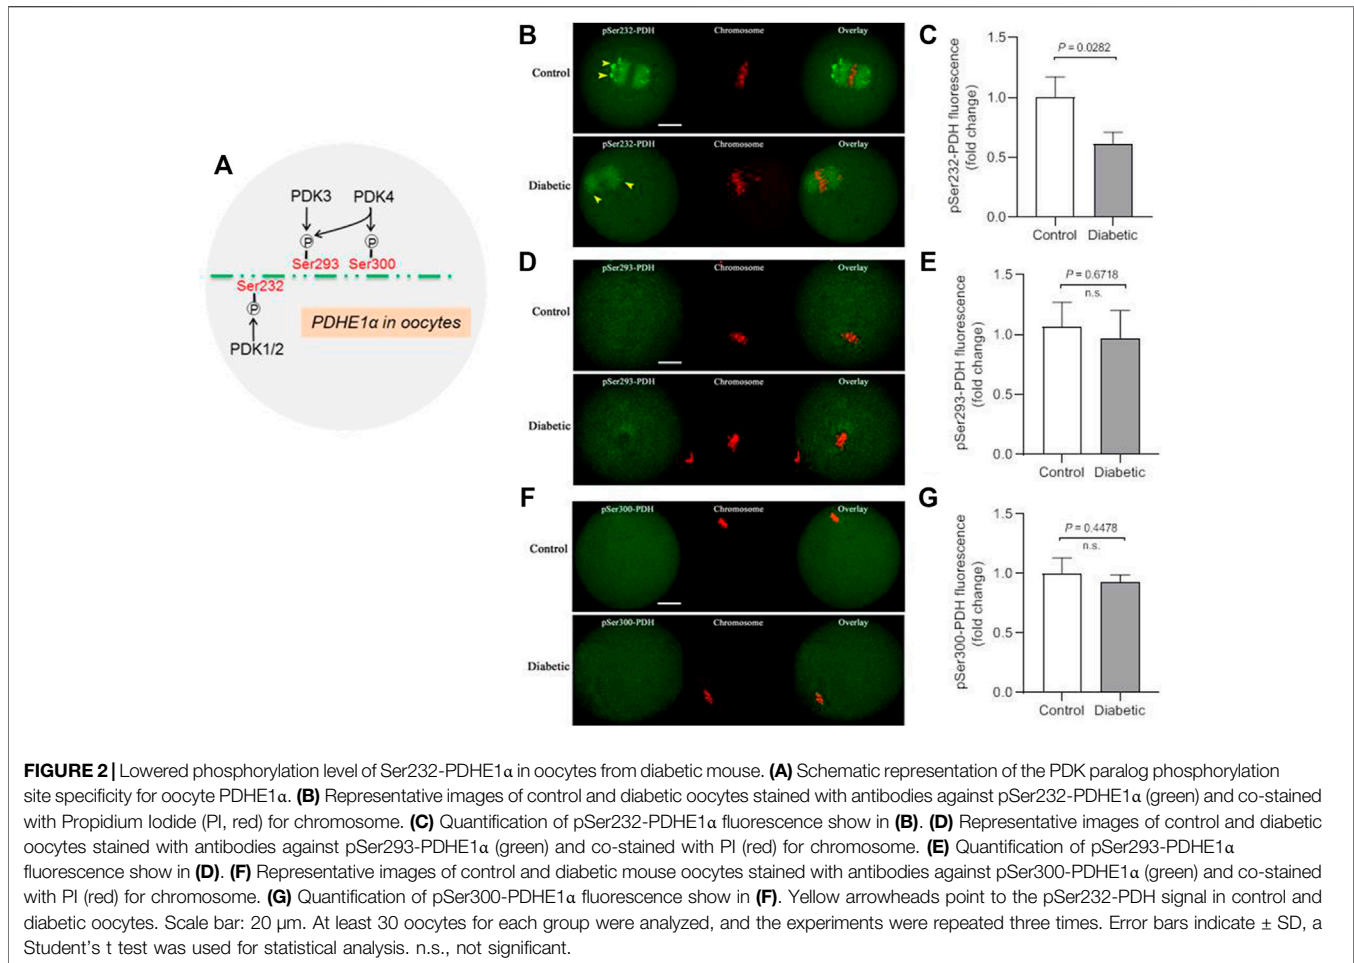 A
PDK3
PDK4
P
P
Ser293
Ser300
Ser232
P
PDHE1α in oocytes
PDK1/2
B
pSer232-PDH
Chromosome
Overlay
Control
pSer232-PDH
Chromosome
Overlay
Diabetic
C
pSer232-PDH fluorescence
(fold change)
1.5
1.0
0.5
0.0
P = 0.0282
Control
Diabetic
D
pSer293-PDH
Chromosome
Overlay
Control
pSer293-PDH
Chromosome
Overlay
Diabetic
E
pSer293-PDH fluorescence
(fold change)
1.5
1.0
0.5
0.0
P = 0.6718
n.s.
Control
Diabetic
F
pSer300-PDH
Chromosome
Overlay
Control
pSer300-PDH
Chromosome
Overlay
Diabetic
G
pSer300-PDH fluorescence
(fold change)
1.5
1.0
0.5
0.0
P = 0.4478
n.s.
Control
Diabetic
FIGURE 2 | Lowered phosphorylation level of Ser232-PDHE1α in oocytes from diabetic mouse. (A) Schematic representation of the PDK paralog phosphorylation
site specificity for oocyte PDHE1α. (B) Representative images of control and diabetic oocytes stained with antibodies against pSer232-PDHE1α (green) and co-stained
with Propidium Iodide (PI, red) for chromosome. (C) Quantification of pSer232-PDHE1α fluorescence show in (B). (D) Representative images of control and diabetic
oocytes stained with antibodies against pSer293-PDHE1α (green) and co-stained with PI (red) for chromosome. (E) Quantification of pSer293-PDHE1α
fluorescence show in (D). (F) Representative images of control and diabetic mouse oocytes stained with antibodies against pSer300-PDHE1α (green) and co-stained
with PI (red) for chromosome. (G) Quantification of pSer300-PDHE1α fluorescence show in (F). Yellow arrowheads point to the pSer232-PDH signal in control and
diabetic oocytes. Scale bar: 20 μm. At least 30 oocytes for each group were analyzed, and the experiments were repeated three times. Error bars indicate ± SD, a
Student's t test was used for statistical analysis. n.s., not significant.